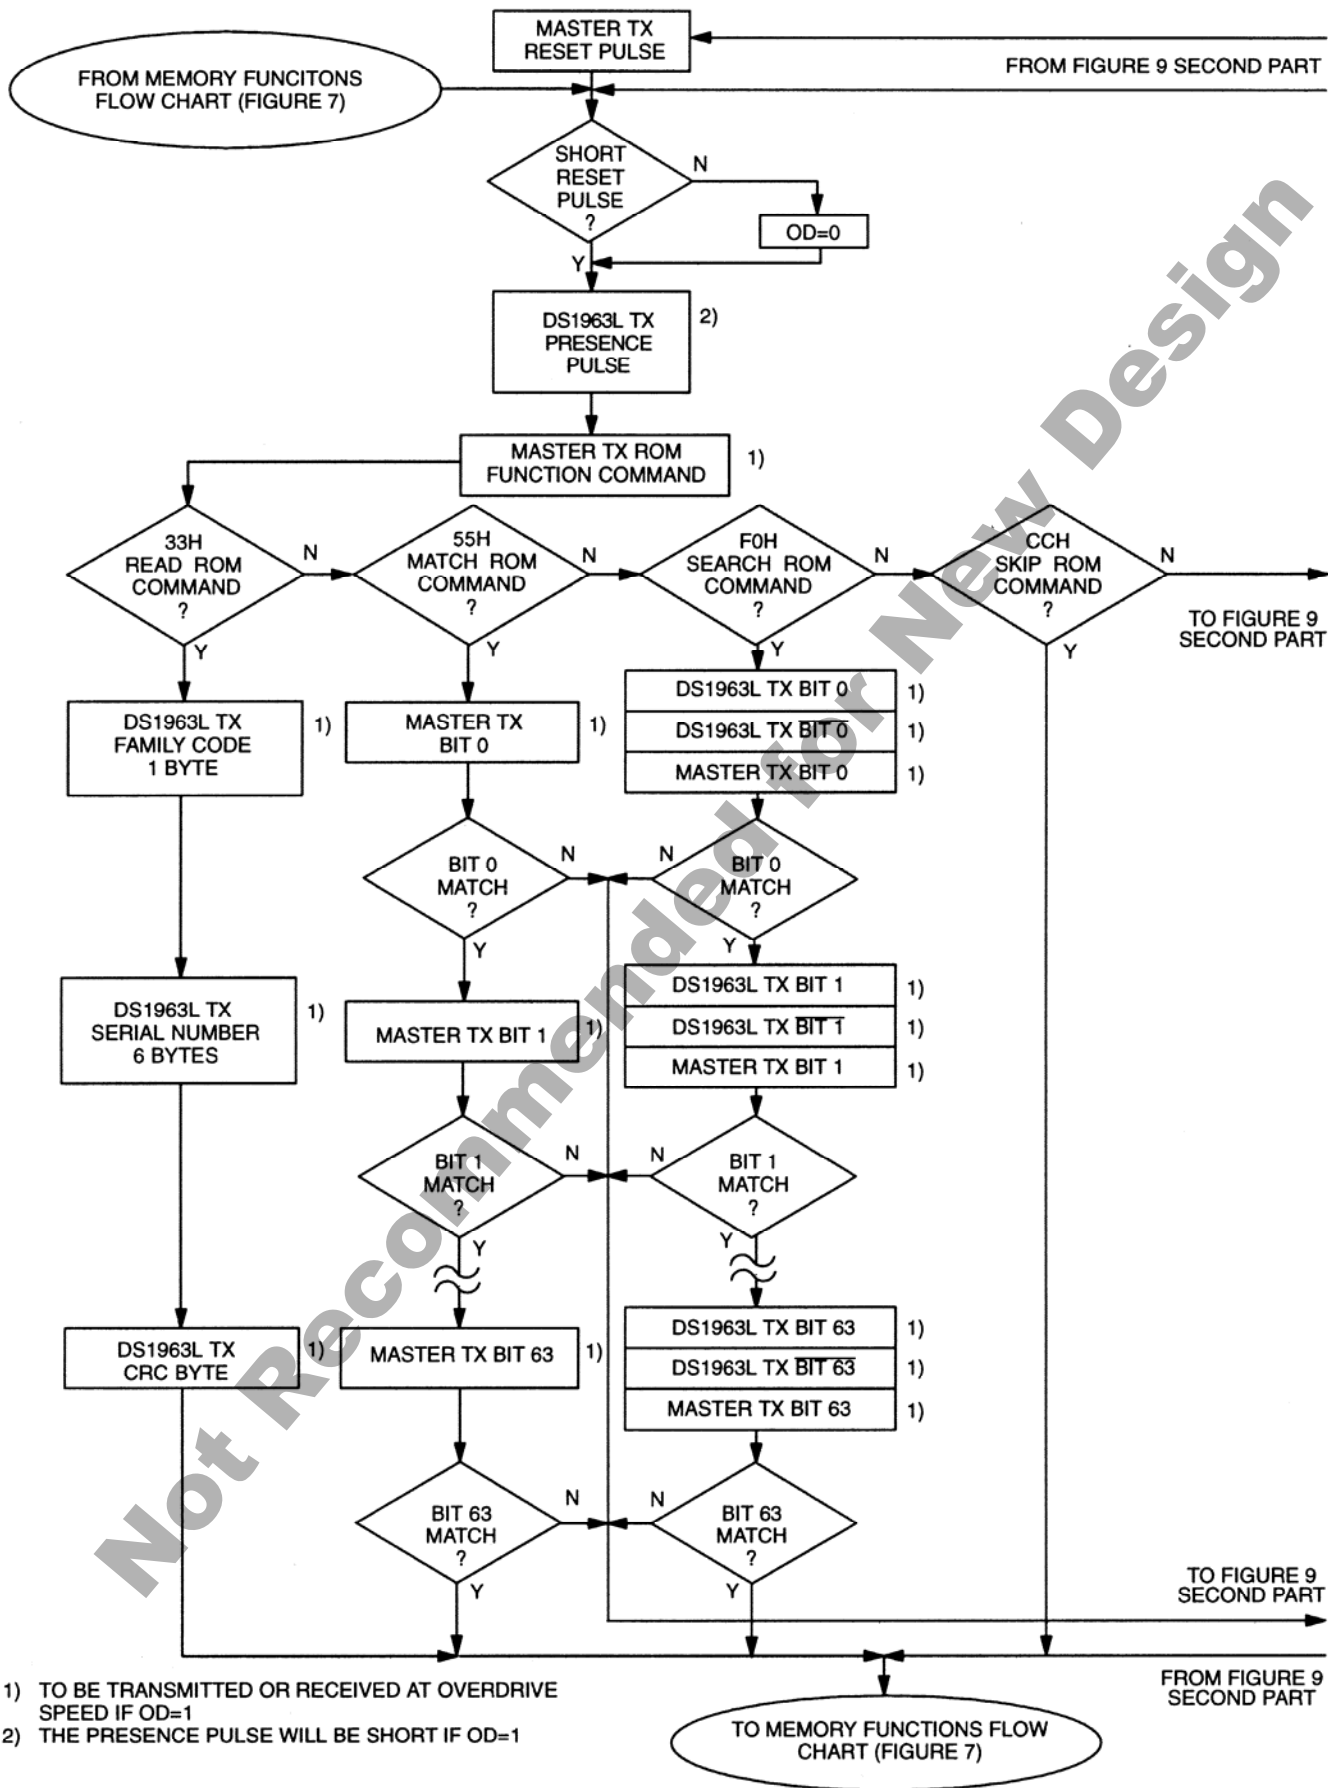 MASTER TX
RESET PULSE
FROM FIGURE 9 SECOND PART
FROM MEMORY FUNCITONS
FLOW CHART (FIGURE 7)
SHORT
RESET
PULSE
?
N
OD=0
Y
DS1963L TX
PRESENCE
PULSE
2)
MASTER TX ROM
FUNCTION COMMAND
1)
33H
READ ROM
COMMAND
?
N
Y
55H
MATCH ROM
COMMAND
?
N
Y
F0H
SEARCH ROM
COMMAND
?
N
Y
CCH
SKIP ROM
COMMAND
?
N
Y
TO FIGURE 9
SECOND PART
DS1963L TX
FAMILY CODE
1 BYTE
1)
DS1963L TX
SERIAL NUMBER
6 BYTES
1)
DS1963L TX
CRC BYTE
1)
MASTER TX
BIT 0
1)
BIT 0
MATCH
?
N
Y
MASTER TX BIT 1
1)
BIT 1
MATCH
?
N
Y
MASTER TX BIT 63
1)
BIT 63
MATCH
?
N
Y
DS1963L TX BIT 0
1)
DS1963L TX BIT 0
1)
MASTER TX BIT 0
1)
BIT 0
MATCH
?
N
Y
DS1963L TX BIT 1
1)
DS1963L TX BIT 1
1)
MASTER TX BIT 1
1)
BIT 1
MATCH
?
N
Y
DS1963L TX BIT 63
1)
DS1963L TX BIT 63
1)
MASTER TX BIT 63
1)
BIT 63
MATCH
?
N
Y
TO FIGURE 9
SECOND PART
FROM FIGURE 9
SECOND PART
TO MEMORY FUNCTIONS FLOW
CHART (FIGURE 7)
1) TO BE TRANSMITTED OR RECEIVED AT OVERDRIVE
SPEED IF OD=1
2) THE PRESENCE PULSE WILL BE SHORT IF OD=1
Not Recommended for New Design